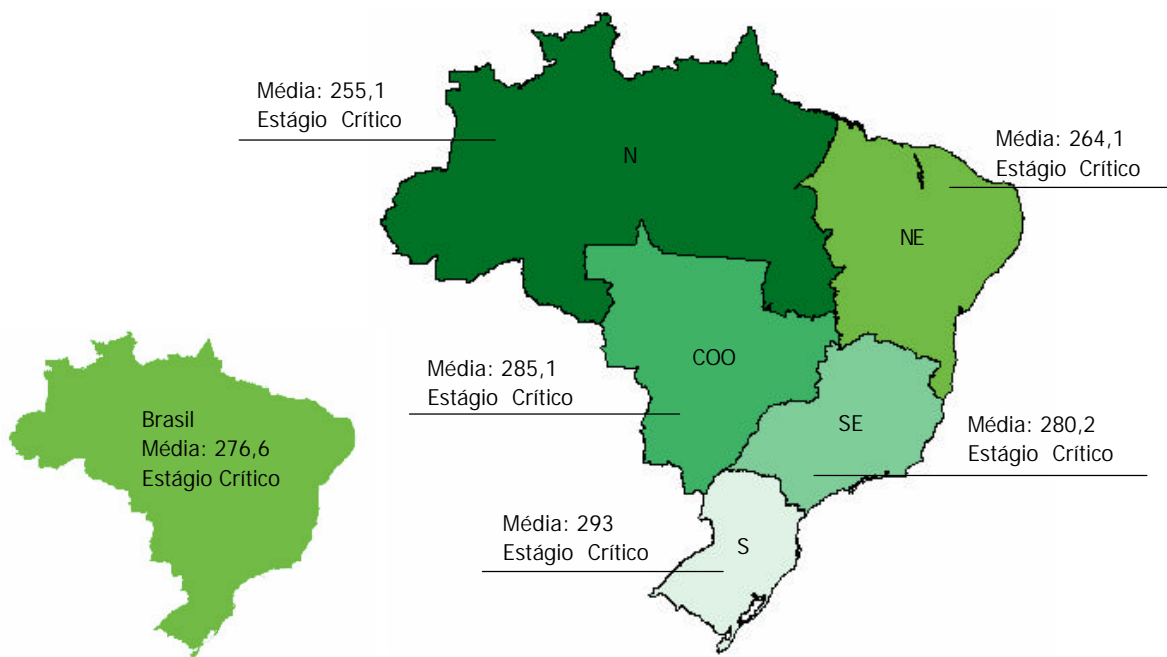 Média: 255,1
Estágio Crítico
N
Média: 264,1
Estágio Crítico
NE
COO
Média: 285,1
Estágio Crítico
SE
Média: 280,2
Estágio Crítico
Brasil
Média: 276,6
Estágio Crítico
Média: 293
Estágio Crítico
S